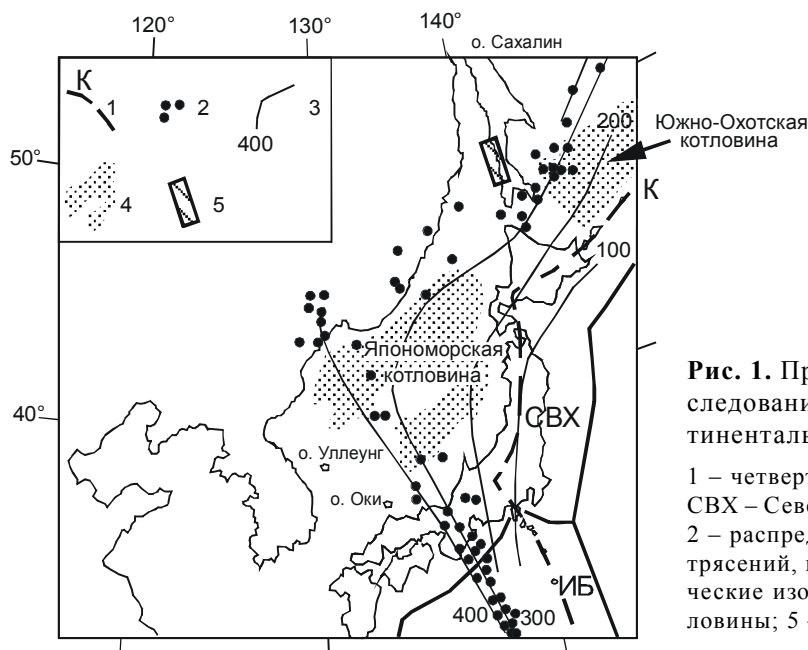 120°
130°
140°
о. Сахалин
К
1
2
3
400
4
5
50°
200
Южно-Охотская
котловина
К
100
Япономорская
котловина
40°
СВХ
о. Уллеунг
о. Оки
ИБ
400
300
Рис. 1. Пр
следовани
тиненталь
1 – четверт
СВХ – Севе
2 – распред
трясений, 
ческие изо
ловины; 5 –